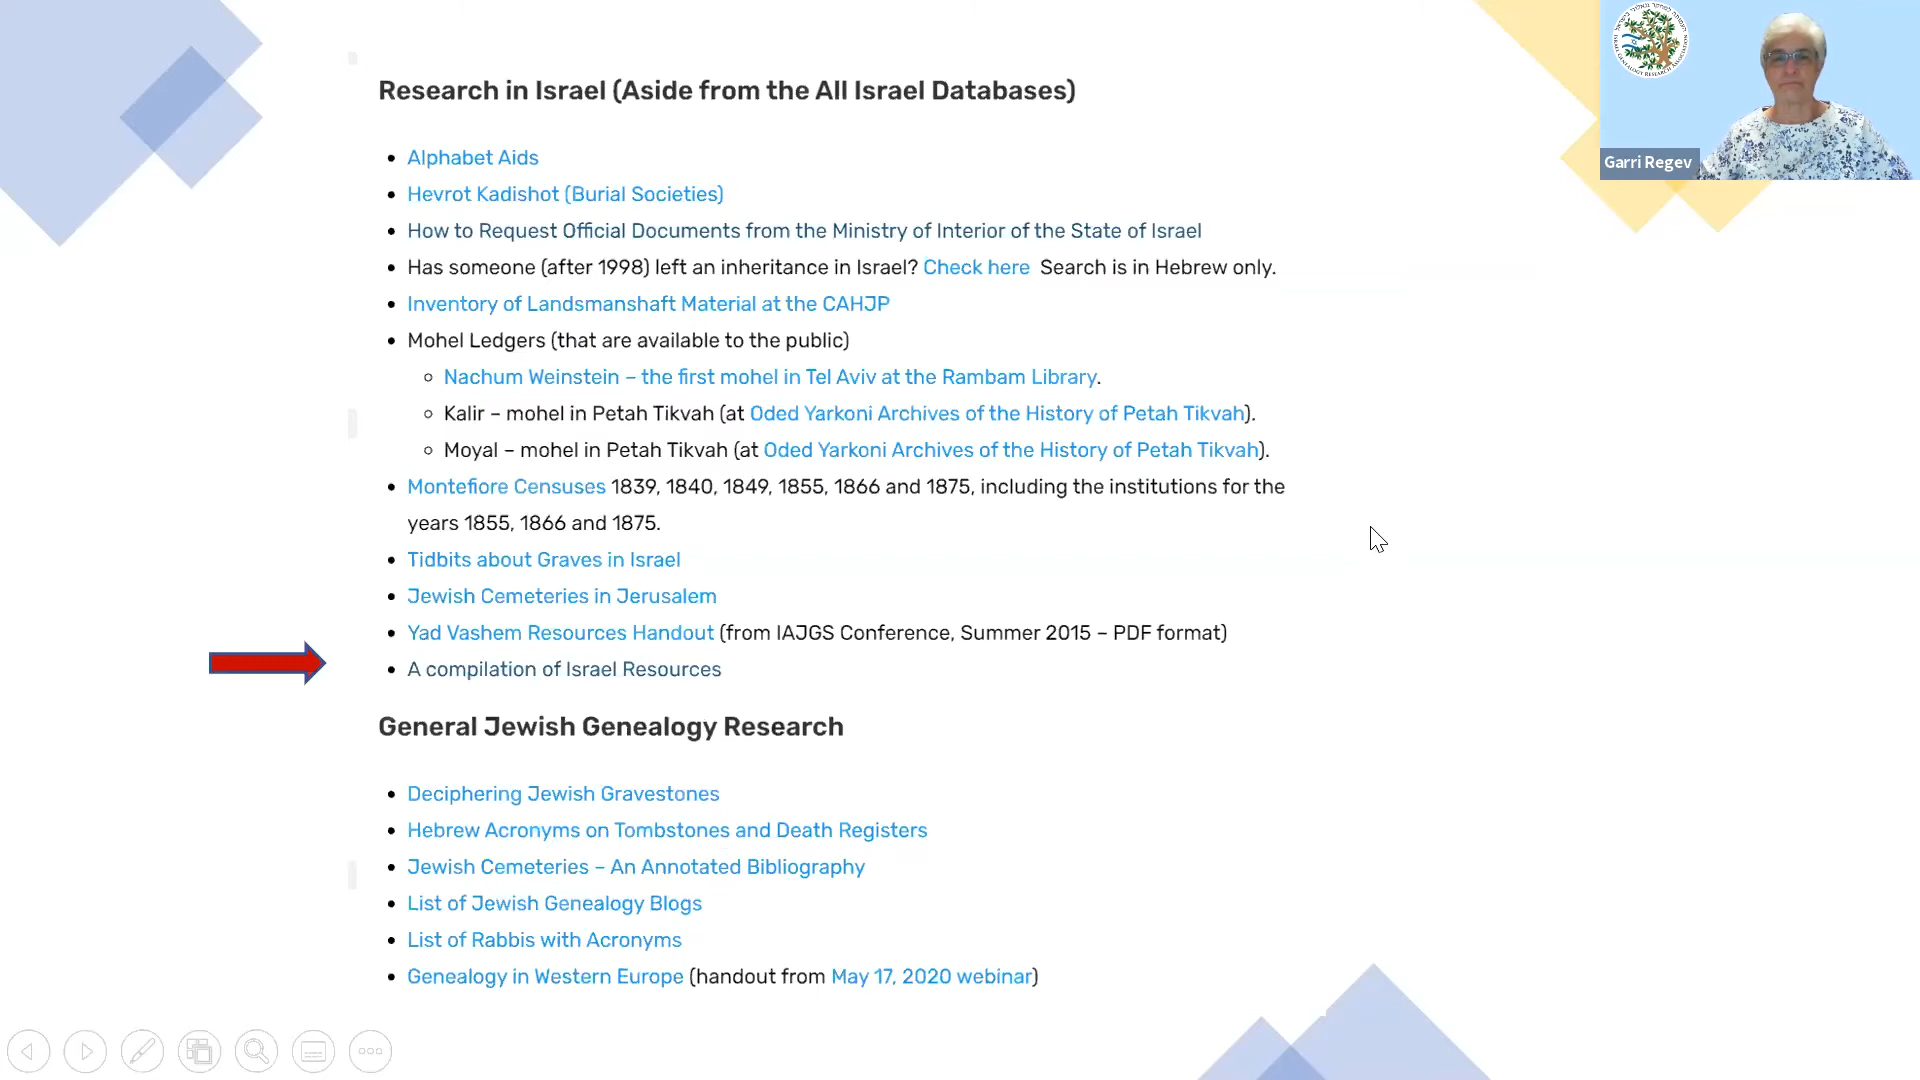 Research in Israel (Aside from the All Israel Databases)
Alphabet Aids
Hevrot Kadishot (Burial Societies)
How to Request Official Documents from the Ministry of Interior of the State of Israel
Has someone (after 1998) left an inheritance in Israel? Check here Search is in Hebrew only.
Inventory of Landsmanshaft Material at the CAHJP
Mohel Ledgers (that are available to the public)
Nachum Weinstein – the first mohel in Tel Aviv at the Rambam Library.
Kalir – mohel in Petah Tikvah (at Oded Yarkoni Archives of the History of Petah Tikvah).
Moyal – mohel in Petah Tikvah (at Oded Yarkoni Archives of the History of Petah Tikvah).
Montefiore Censuses 1839, 1840, 1849, 1855, 1866 and 1875, including the institutions for the
years 1855, 1866 and 1875.
Tidbits about Graves in Israel
Jewish Cemeteries in Jerusalem
Yad Vashem Resources Handout (from IAJGS Conference, Summer 2015 – PDF format)
A compilation of Israel Resources
General Jewish Genealogy Research
Deciphering Jewish Gravestones
Hebrew Acronyms on Tombstones and Death Registers
Jewish Cemeteries – An Annotated Bibliography
List of Jewish Genealogy Blogs
List of Rabbis with Acronyms
Genealogy in Western Europe (handout from May 17, 2020 webinar)
Garri Regev
ISRAEL GENEALOGY RESEARCH ASSOCIATION